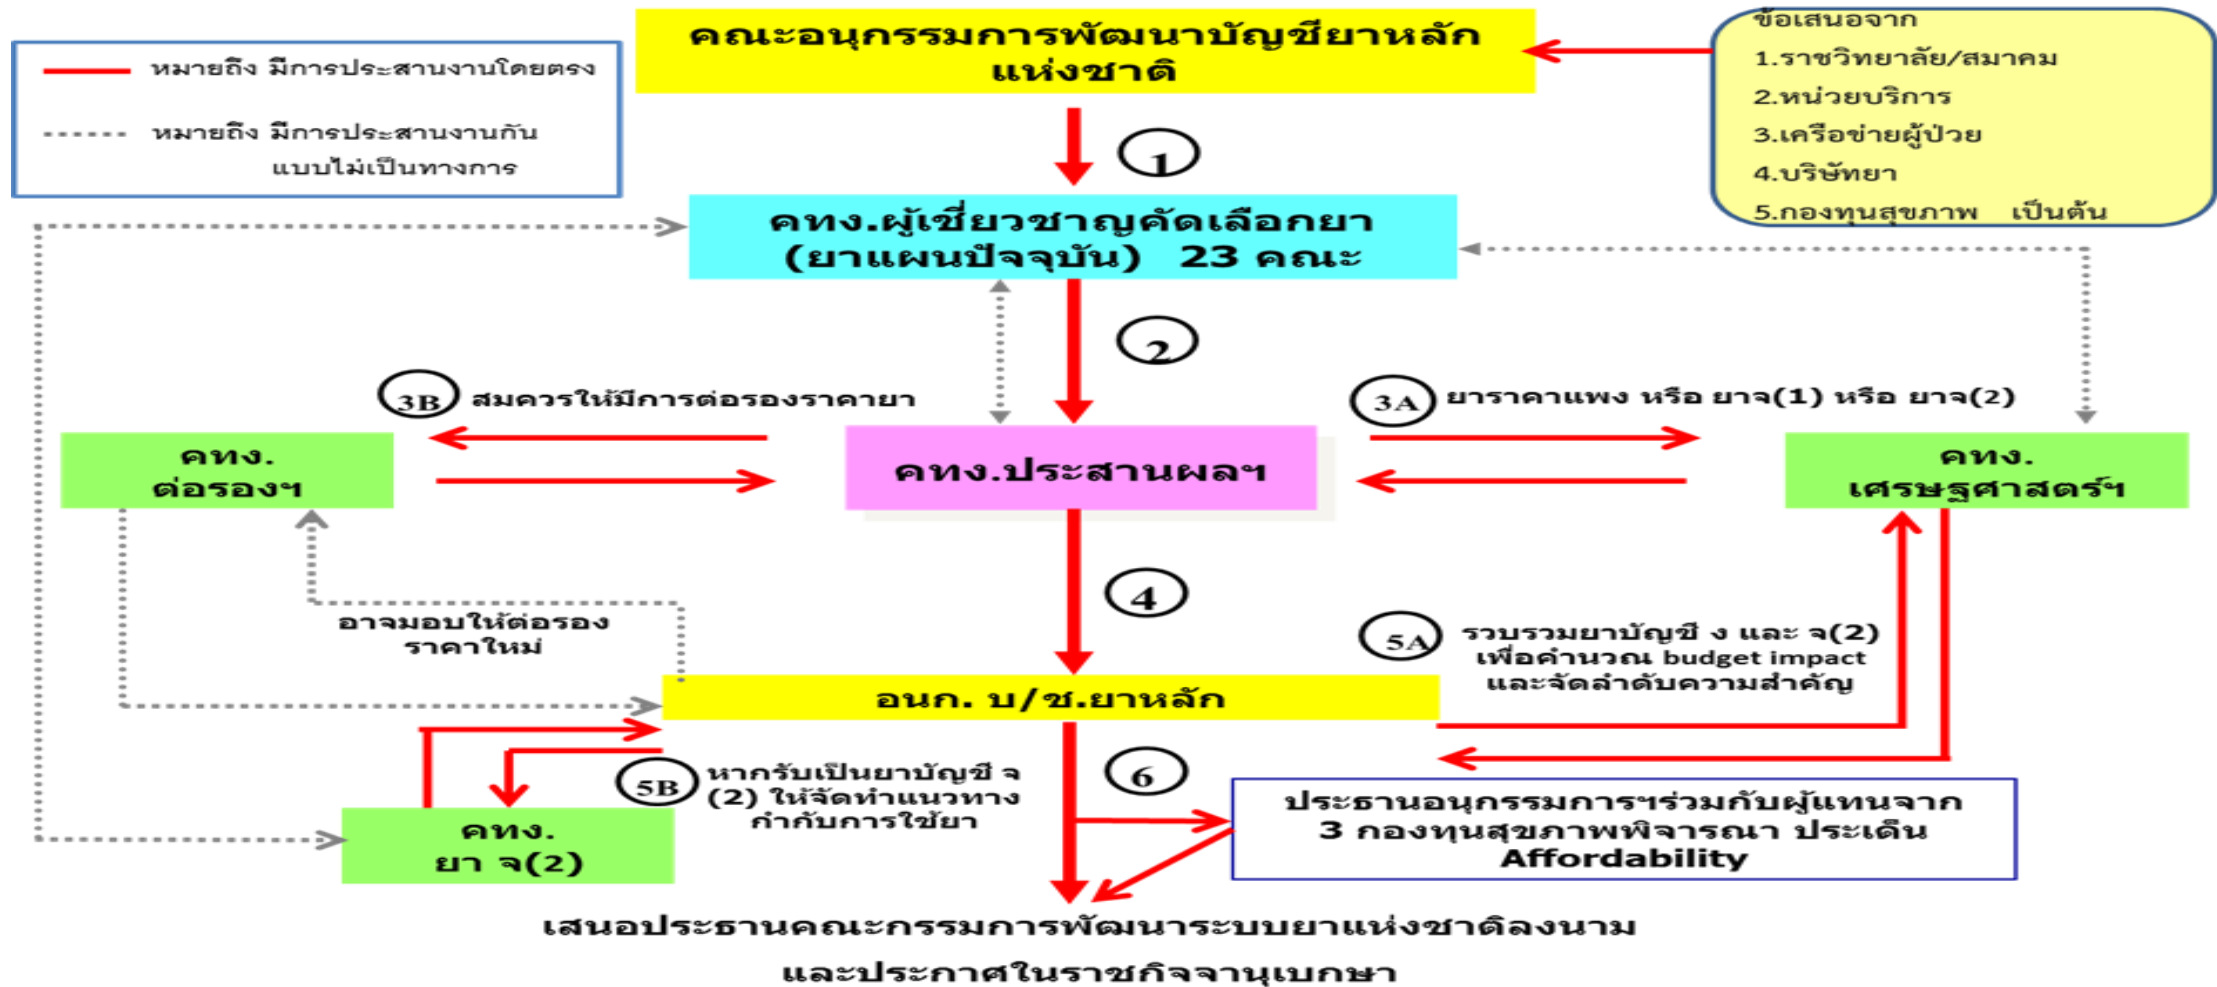 คณะอนุกรรมการพัฒนาบัญชียาหลัก
แห่งชาติ
ข้อเสนอจาก
1.ราชวิทยาลัย/สมาคม
2.หน่วยบริการ
3.เครือข่ายผู้ป่วย
4.บริษัทยา
5.กองทุนสุขภาพ เป็นต้น
หมายถึง มีการประสานงานโดยตรง
หมายถึง มีการประสานงานกัน
แบบไม่เป็นทางการ
1
คทง.ผู้เชี่ยวชาญคัดเลือกยา
(ยาแผนปัจจุบัน) 23 คณะ
2
3B สมควรให้มีการต่อรองราคายา
3A ยาราคาแพง หรือ ยาจ(1) หรือ ยาจ(2)
คทง.
ต่อรองฯ
คทง.ประสานผลฯ
คทง.
เศรษฐศาสตร์ฯ
4
อาจมอบให้ต่อรอง
ราคาใหม่
5A รวบรวมยาบัญชี ง และ จ(2)
เพื่อคำนวณ budget impact
และจัดลำดับความสำคัญ
อนก. บ/ช.ยาหลัก
5B หากรับเป็นยาบัญชี จ
(2) ให้จัดทำแนวทาง
กำกับการใช้ยา
6
คทง.
ยา จ(2)
ประธานอนุกรรมการฯร่วมกับผู้แทนจาก
3 กองทุนสุขภาพพิจารณา ประเด็น
Affordability
เสนอประธานคณะกรรมการพัฒนาระบบยาแห่งชาติลงนาม
และประกาศในราชกิจจานุเบกษา